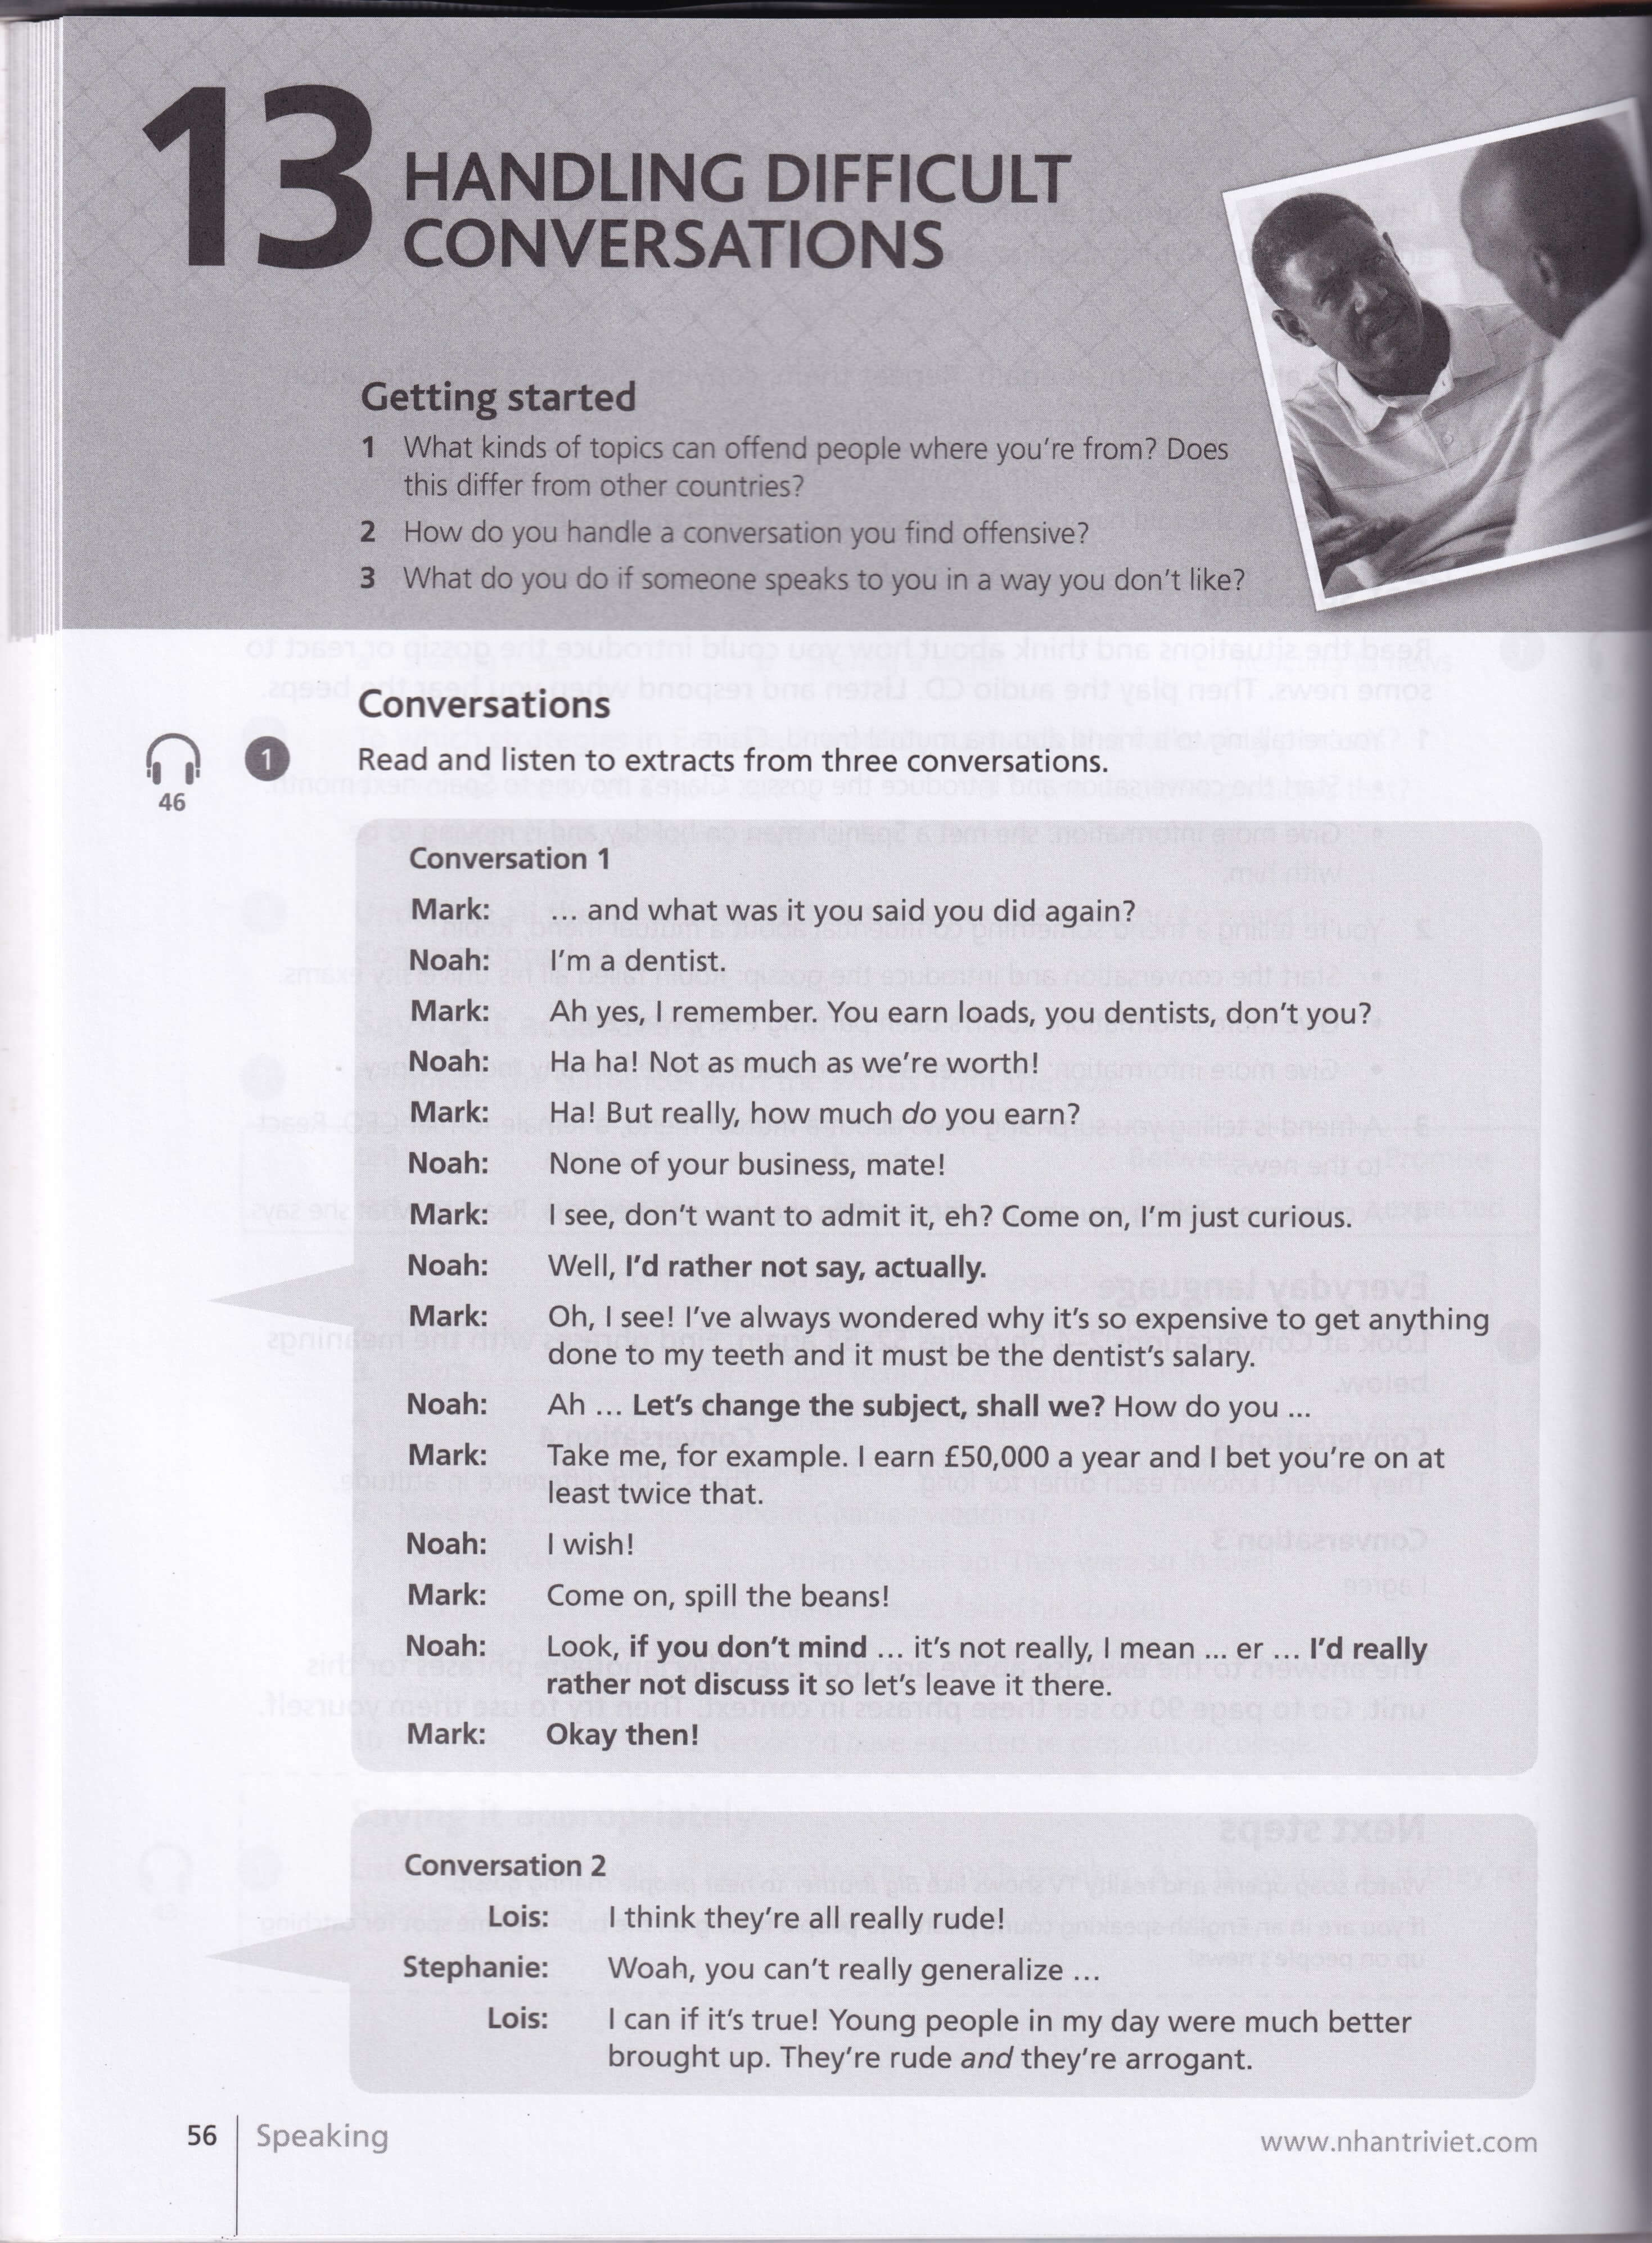 13
HANDLING DIFFICULT
CONVERSATIONS
Getting started
1 What kinds of topics can offend people where you're from? Does
this differ from other countries?
2 How do you handle a conversation you find offensive?
3 What do you do if someone speaks to you in a way you don't like?
Conversations
1 Read and listen to extracts from three conversations.
46
Conversation 1
Mark: ... and what was it you said you did again?
Noah: I'm a dentist.
Mark: Ah yes, I remember. You earn loads, you dentists, don't you?
Noah: Ha ha! Not as much as we're worth!
Mark: Ha! But really, how much do you earn?
Noah: None of your business, mate!
Mark: I see, don't want to admit it, eh? Come on, I'm just curious.
Noah: Well, I'd rather not say, actually.
Mark: Oh, I see! I've always wondered why it's so expensive to get anything
done to my teeth and it must be the dentist's salary.
Noah: Ah ... Let's change the subject, shall we? How do you ...
Mark: Take me, for example. I earn £50,000 a year and I bet you're on at
least twice that.
Noah: I wish!
Mark: Come on, spill the beans!
Noah: Look, if you don't mind ... it's not really, I mean ... er ... I'd really
rather not discuss it so let's leave it there.
Mark: Okay then!
Conversation 2
Lois: I think they're all really rude!
Stephanie: Woah, you can't really generalize ...
Lois: I can if it's true! Young people in my day were much better
brought up. They're rude and they're arrogant.
56 Speaking
www.nhantriviet.com